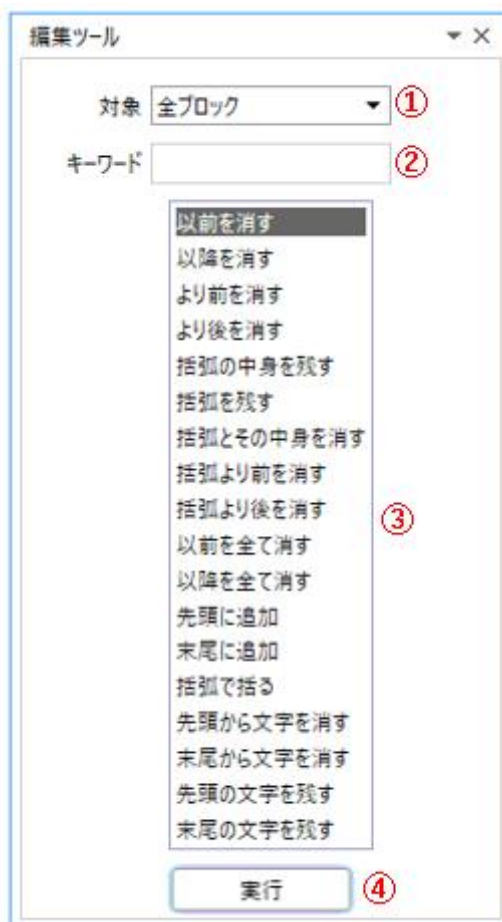 編集ツール
対象 全ブロック ①
キーワード ②
以前を消す
以降を消す
より前を消す
より後を消す
括弧の中身を残す
括弧を残す
括弧とその中身を消す
括弧より前を消す
括弧より後を消す
③
以前を全て消す
以降を全て消す
先頭に追加
末尾に追加
括弧で括る
先頭から文字を消す
末尾から文字を消す
先頭の文字を残す
末尾の文字を残す
実行 ④